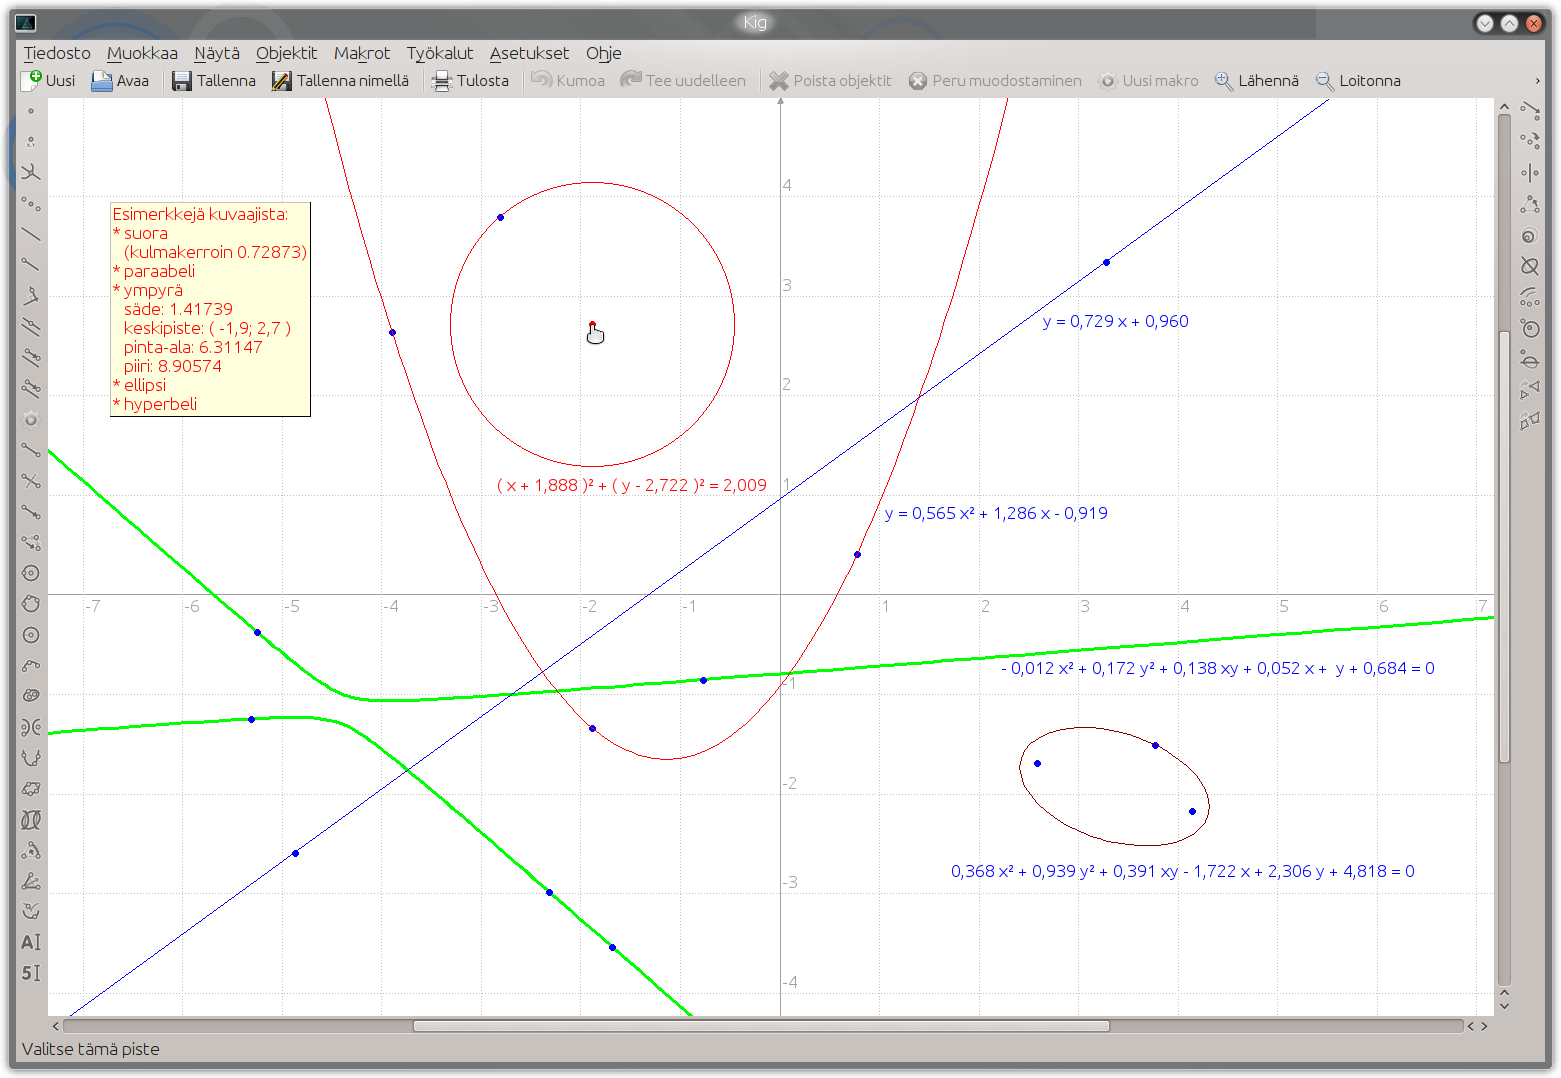 Kig
Tiedosto Muokkaa Näytä Objektit Makrot Työkalut Asetukset Ohje
Uusi Avaa Tallenna Tallenna nimellä Tulosta Kumoa Tee uudelleen Poista objektit Peru muodostaminen Uusi makro Lähennä Loitonna
Esimerkkejä kuvaajista:
* suora
(kulmakerroin 0.72873)
* paraabeli
* ympyrä
säde: 1.41739
keskipiste: ( -1,9; 2,7 )
pinta-ala: 6.31147
piiri: 8.90574
* ellipsi
* hyperbeli
4
3
y = 0,729 x + 0,960
2
( x + 1,888 )² + ( y - 2,722 )² = 2,009
1
y = 0,565 x² + 1,286 x - 0,919
-7 -6 -5 -4 -3 -2 -1 1 2 3 4 5 6 7
- 0,012 x² + 0,172 y² + 0,138 xy + 0,052 x + y + 0,684 = 0
-1
-2
0,368 x² + 0,939 y² + 0,391 xy - 1,722 x + 2,306 y + 4,818 = 0
-3
A
5
-4
Valitse tämä piste